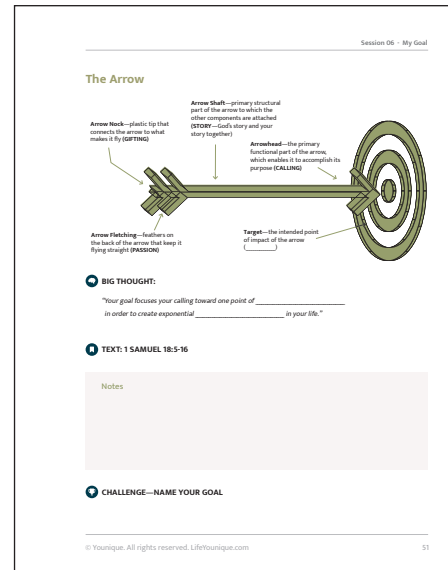 Session 06 · My Goal
The Arrow
Arrow Shaft—primary structural
part of the arrow to which the
other components are attached
(STORY—God's story and your
story together)
Arrow Nock—plastic tip that
connects the arrow to what
makes it fly (GIFTING)
Arrowhead—the primary
functional part of the arrow,
which enables it to accomplish its
purpose (CALLING)
Arrow Fletching—feathers on
the back of the arrow that keep it
flying straight (PASSION)
Target—the intended point
of impact of the arrow
(__________)
BIG THOUGHT:
"Your goal focuses your calling toward one point of ______________________
in order to create exponential ______________________ in your life."
TEXT: 1 SAMUEL 18:5-16
Notes
CHALLENGE—NAME YOUR GOAL
© Younique. All rights reserved. LifeYounique.com
51